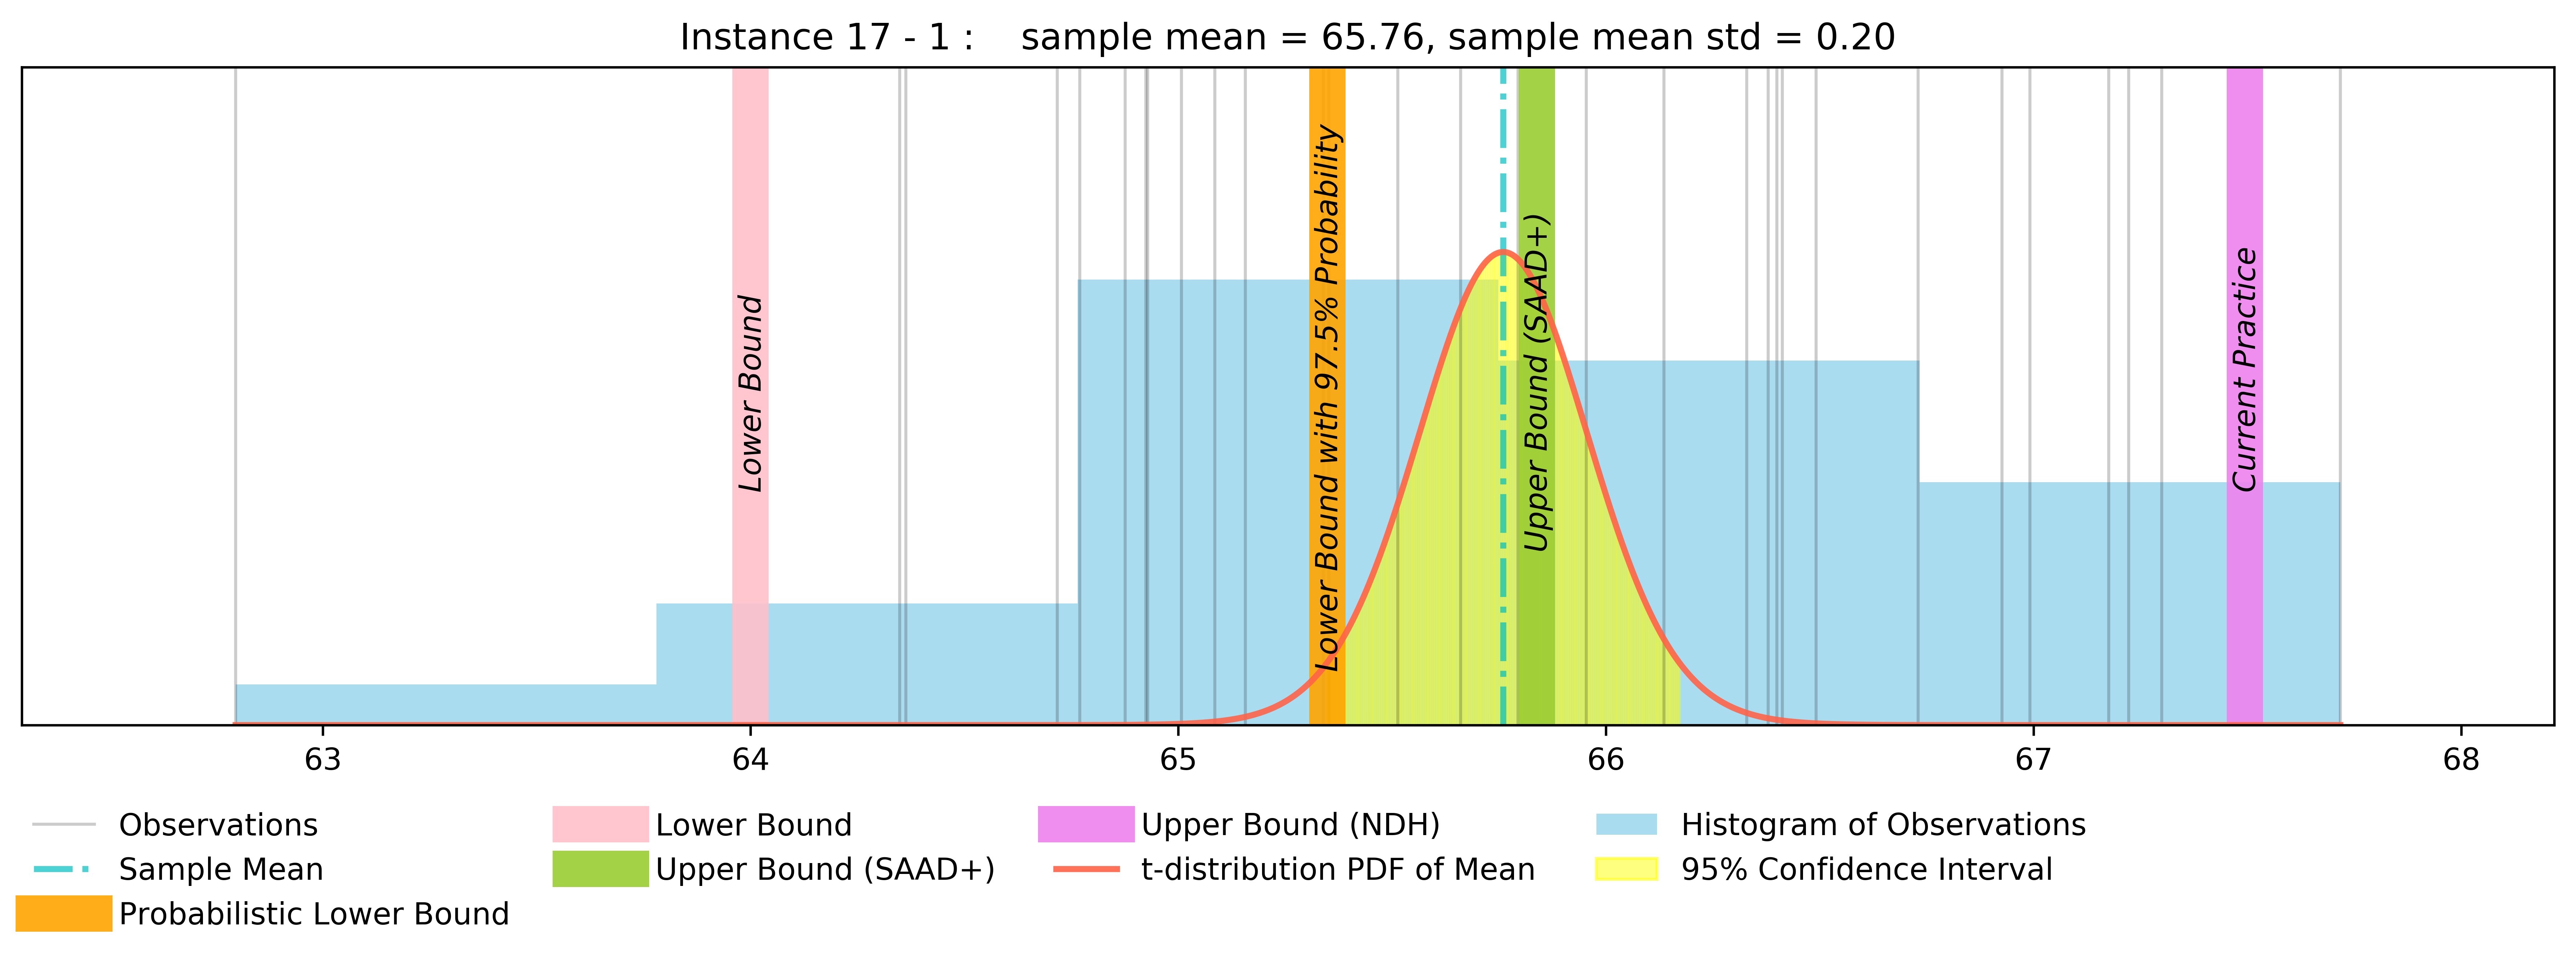 Instance 17 - 1 :    sample mean = 65.76, sample mean std = 0.20
Lower Bound
Lower Bound with 97.5% Probability
Upper Bound (SAAD+)
Current Practice
63 64 65 66 67 68
Observations
Sample Mean
Probabilistic Lower Bound
Lower Bound
Upper Bound (SAAD+)
Upper Bound (NDH)
t-distribution PDF of Mean
Histogram of Observations
95% Confidence Interval